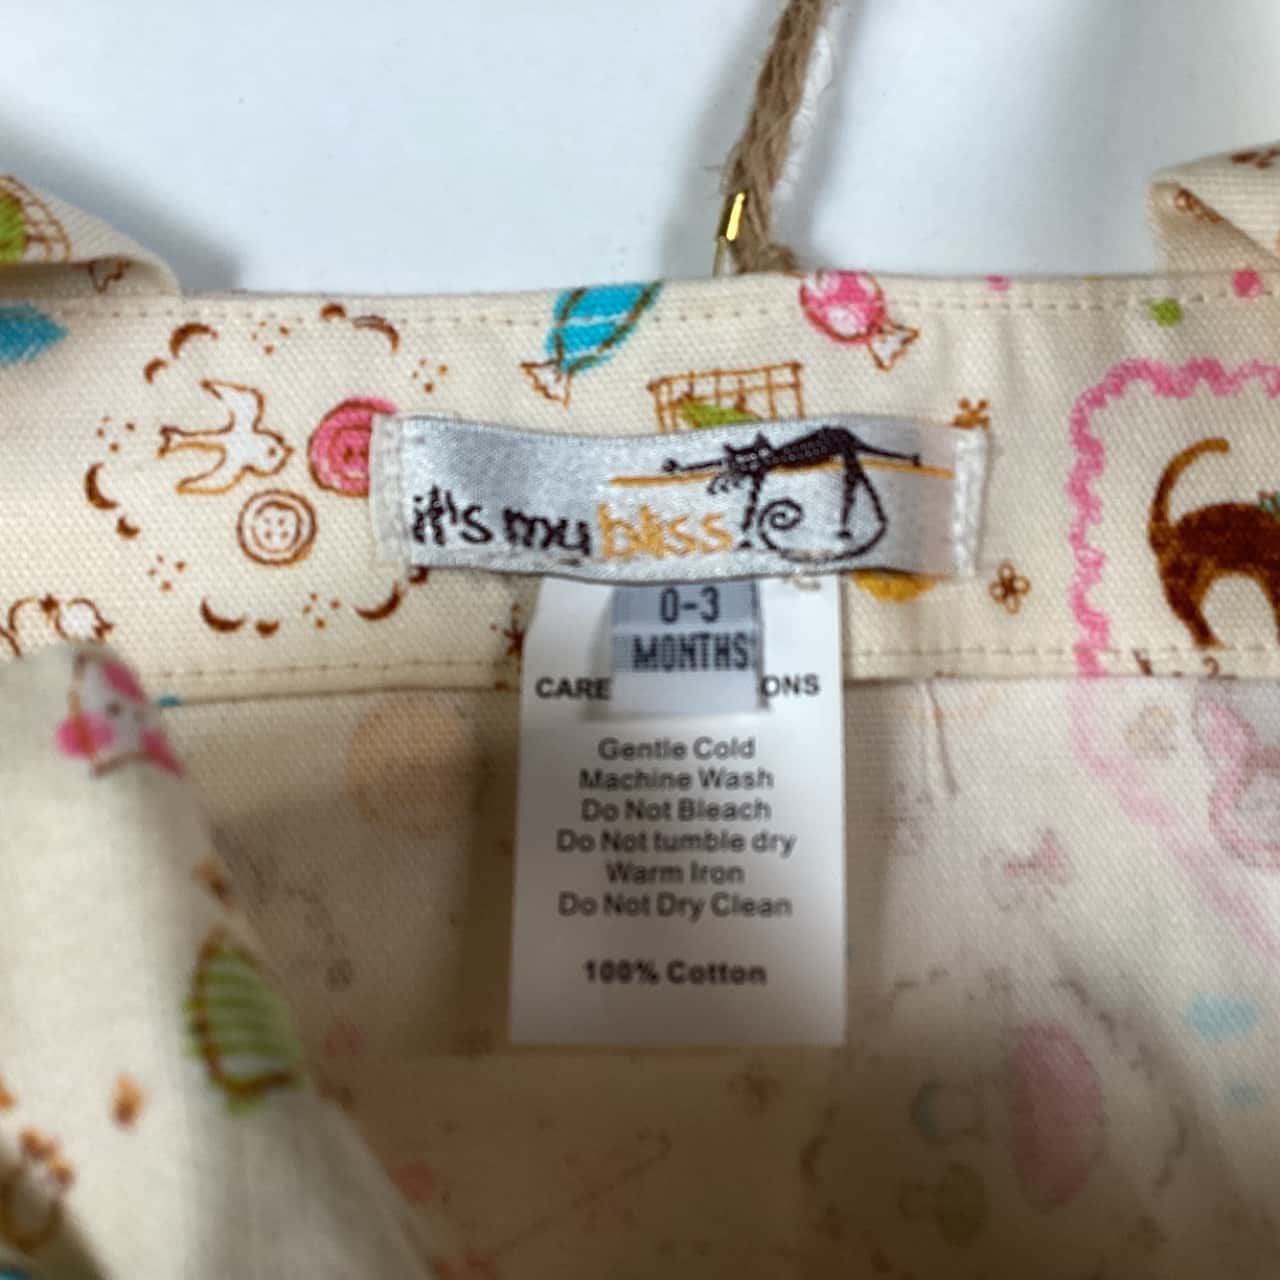 it's my bliss
0-3
MONTHS
CARE ONS
Gentle Cold
Machine Wash
Do Not Bleach
Do Not tumble dry
Warm Iron
Do Not Dry Clean
100% Cotton